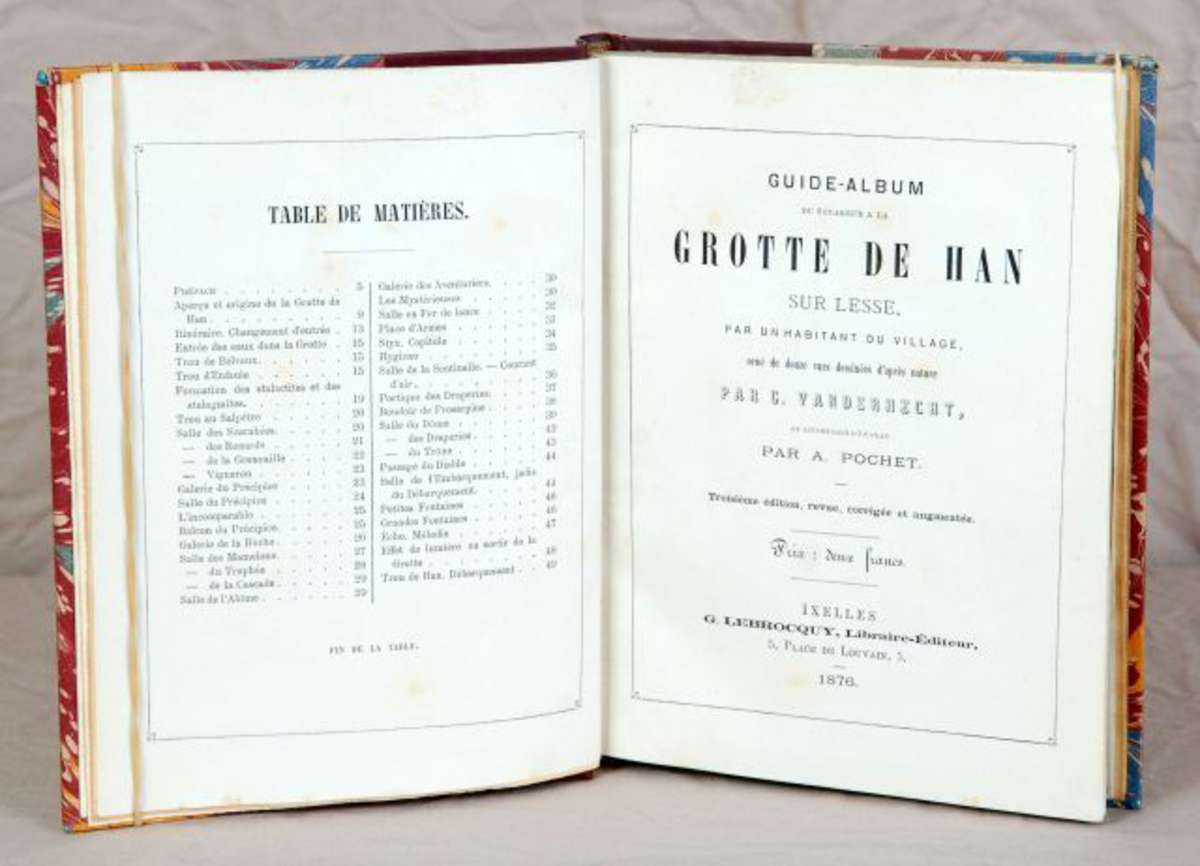 TABLE DE MATIÈRES.
Préface . . . . . . . . 5
Aperçu et origine de la Grotte de
Han . . . . . . . . 9
Itinéraire. Changement d'entrée . 13
Entrée des eaux dans la Grotte . 15
Trou de Belvaux. . . . . . 15
Trou d'Enfaule . . . . . . 15
Formation des stalactites et des
stalagmites. . . . . . . 19
Trou au Salpêtre . . . . . 20
Salle des Scarabées. . . . . 20
— des Renards . . . . . 21
— de la Grenouille . . . . 22
— Vigneron . . . . . 23
Galerie du Précipice . . . . 23
Salle du Précipice . . . . . 24
L'incomparable . . . . . . 25
Balcon du Précipice. . . . . 25
Galerie de la Roche . . . . . 26
Salle des Mamelons. . . . . 27
— du Trophée . . . . . 28
— de la Cascade . . . . . 29
Salle de l'Abîme . . . . . . 29
Galerie des Aventuriers. . . . 30
Les Mystérieuses . . . . . 30
Salle en Fer de lance . . . . 32
Place d'Armes . . . . . . 33
Styx, Capitole . . . . . . 34
Hygiène . . . . . . . 35
Salle de la Sentinelle. — Courant
d'air. . . . . . . . 36
Portique des Draperies. . . . 37
Boudoir de Proserpine . . . . 38
Salle du Dôme . . . . . . 39
— des Draperies . . . . . 42
— du Trône . . . . . . 43
Passage du Diable . . . . . 44
Salle de l'Embarquement, jadis
du Débarquement. . . . . 44
Petites Fontaines . . . . . 46
Grandes Fontaines . . . . . 46
Echo. Mélodie . . . . . . 47
Effet de lumière au sortir de la
Grotte . . . . . . . 48
Trou de Han, Débarquement . . 49
FIN DE LA TABLE.
GUIDE-ALBUM
DU VOYAGEUR A LA
GROTTE DE HAN
SUR LESSE,
PAR UN HABITANT DU VILLAGE,
orné de douze vues dessinées d'après nature
PAR G. VANDERHECHT,
PAR A. POCHET.
Troisième édition, revue, corrigée et augmentée.
Prix : deux francs.
IXELLES
G. LEBROCQUY, Libraire-Éditeur,
5, PLACE DE LOUVAIN, 5.
1876.